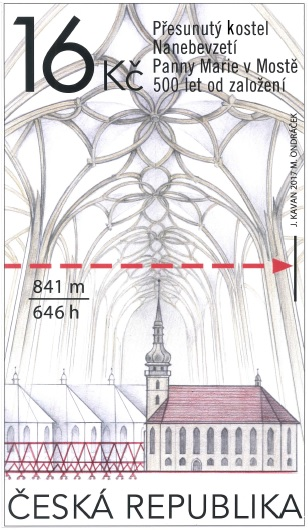 16 Kč
Přesunutý kostel
Nanebevzetí
Panny Marie v Mostě
500 let od založení
J. KAVAN 2017 M. ONDRÁČEK
841 m
646 h
ČESKÁ REPUBLIKA